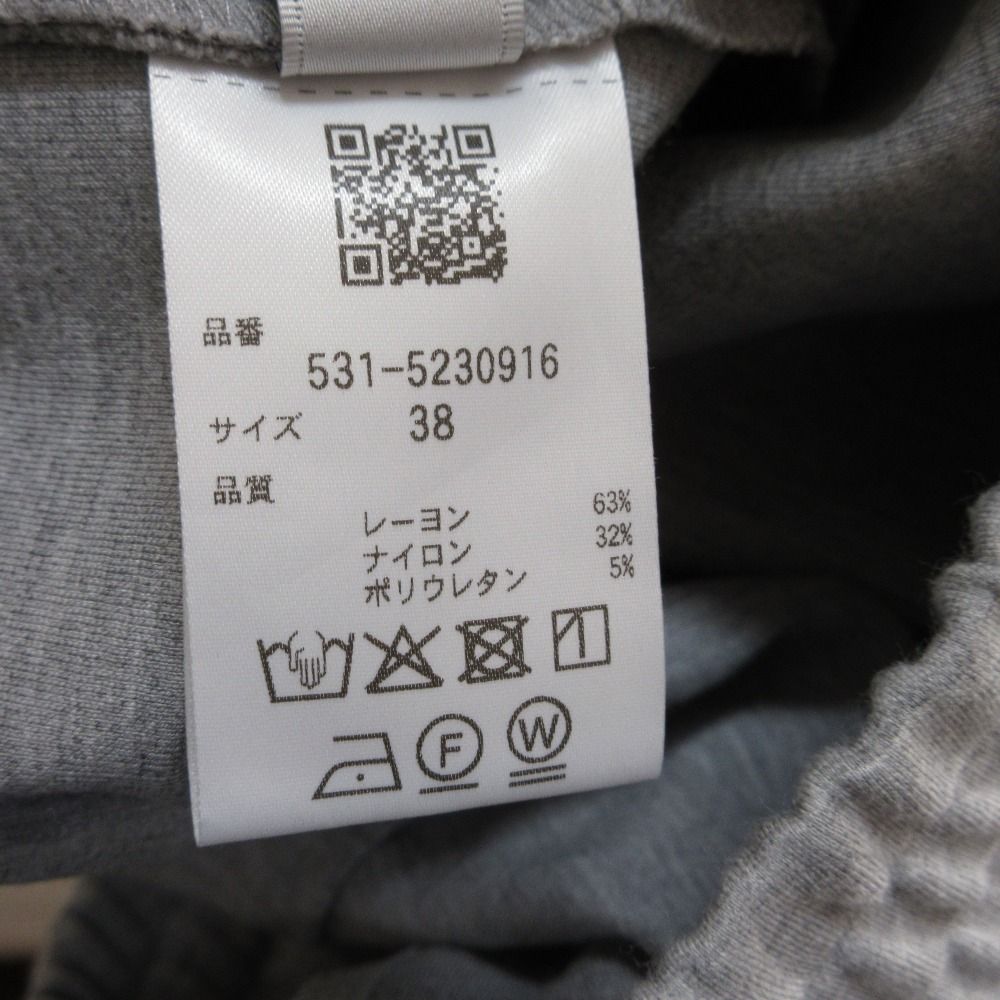 品番
531-5230916
サイズ 38
品質
レーヨン 63%
ナイロン 32%
ポリウレタン 5%
F W